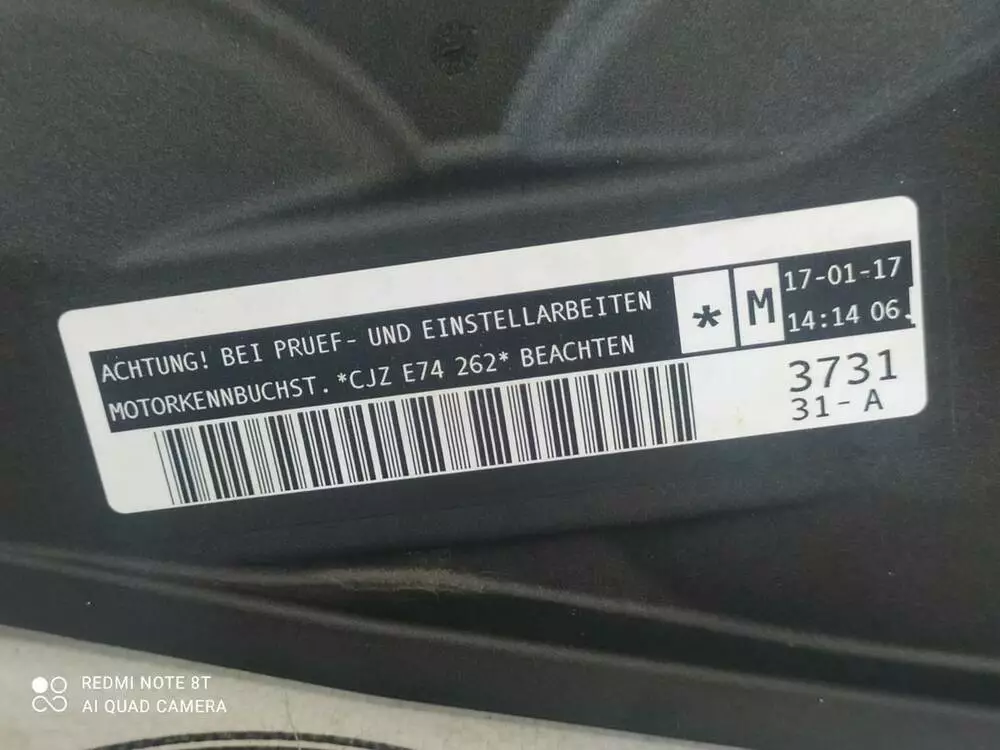 ACHTUNG! BEI PRUEF- UND EINSTELLARBEITEN
MOTORKENNBUCHST. *CJZ E74 262* BEACHTEN
* M
17-01-17
14:14 06.
3731
31- A
REDMI NOTE 8T
AI QUAD CAMERA